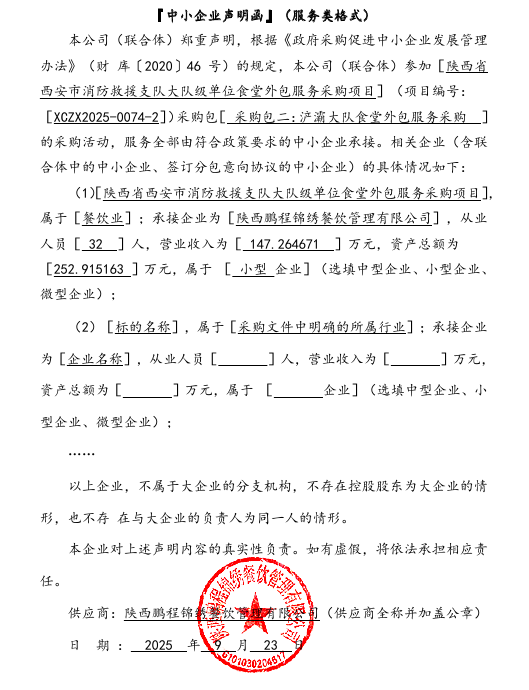 『中小企业声明函』（服务类格式）
本公司（联合体）郑重声明，根据《政府采购促进中小企业发展管理
办法》（财 库〔2020〕46 号）的规定，本公司（联合体）参加［陕西省
西安市消防救援支队大队级单位食堂外包服务采购项目］（项目编号：
［XCZX2025-0074-2］)采购包［ 采购包二：浐灞大队食堂外包服务采购 ］
的采购活动，服务全部由符合政策要求的中小企业承接。相关企业（含联
合体中的中小企业、签订分包意向协议的中小企业）的具体情况如下：
（1)［陕西省西安市消防救援支队大队级单位食堂外包服务采购项目］，
属于［餐饮业］；承接企业为［陕西鹏程锦绣餐饮管理有限公司］，从业
人员［ 32 ］人，营业收入为［ 147.264671 ］万元，资产总额为
［252.915163 ］万元，属于 ［ 小型 企业］（选填中型企业、小型企业、
微型企业）；
（2）［标的名称］，属于［采购文件中明确的所属行业］；承接企业
为［企业名称］，从业人员［ ］人，营业收入为［ ］万元，
资产总额为［ ］万元，属于 ［ 企业］（选填中型企业、小
型企业、微型企业）；
……
以上企业，不属于大企业的分支机构，不存在控股股东为大企业的情
形，也不存 在与大企业的负责人为同一人的情形。
本企业对上述声明内容的真实性负责。如有虚假，将依法承担相应责
任。
供应商：陕西鹏程锦绣餐饮管理有限公司（供应商全称并加盖公章）
日 期 ： 2025 年 9 月 23 日
陕西鹏程锦绣餐饮管理有限公司
6101030204617